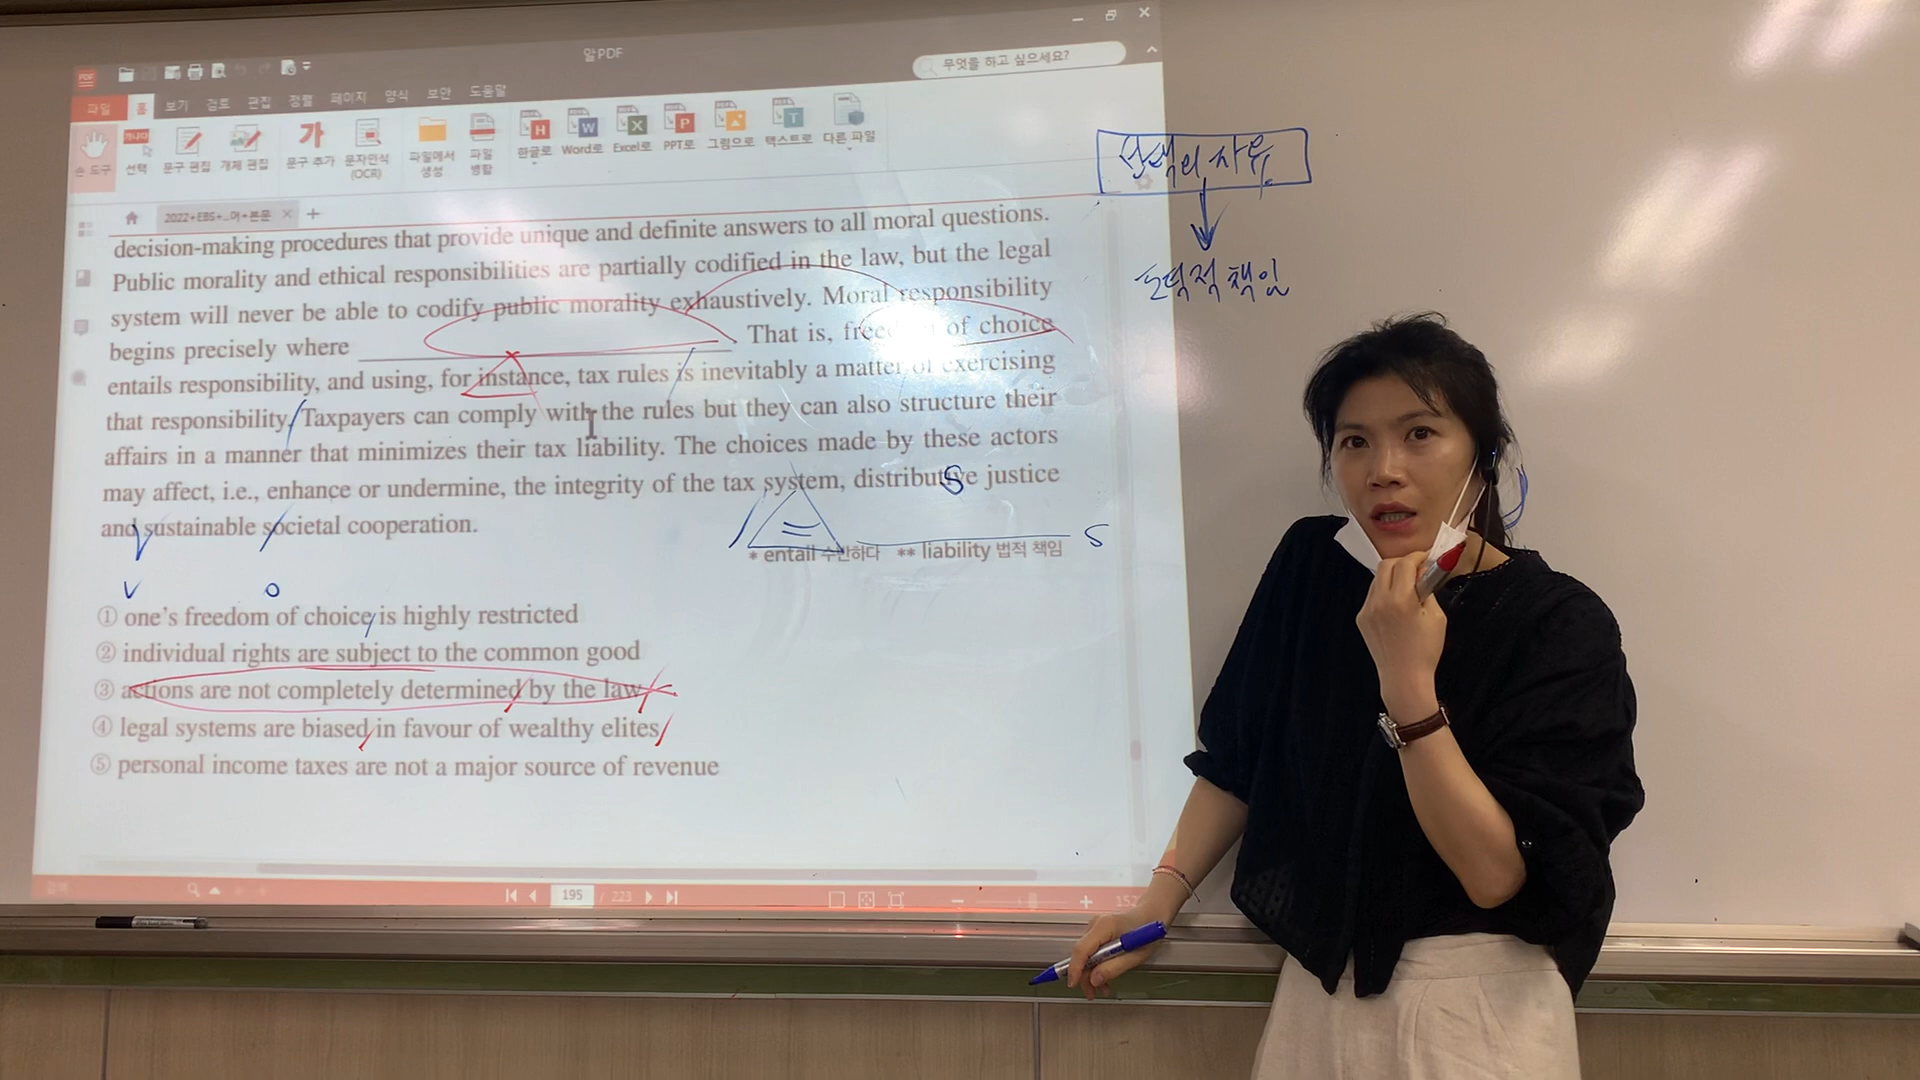 알PDF
무엇을 하고 싶으세요?
파일 홈 보기 검토 편집 정렬 페이지 양식 보안 도움말
손 도구 선택 문구 편집 개체 편집 문구 추가 문자인식 (OCR) 파일에서 생성 파일 병합 한글로 Word로 Excel로 PPT로 그림으로 텍스트로 다른 파일
2022+EBS+...어+본문
선택의 자유
도덕적 책임
decision-making procedures that provide unique and definite answers to all moral questions.
Public morality and ethical responsibilities are partially codified in the law, but the legal
system will never be able to codify public morality exhaustively. Moral responsibility
begins precisely where ____________. That is, freedom of choice
entails responsibility, and using, for instance, tax rules is inevitably a matter of exercising
that responsibility. Taxpayers can comply with the rules but they can also structure their
affairs in a manner that minimizes their tax liability. The choices made by these actors
may affect, i.e., enhance or undermine, the integrity of the tax system, distributive justice
and sustainable societal cooperation.
S
S
* entail 수반하다 ** liability 법적 책임
V
V O
① one's freedom of choice is highly restricted
② individual rights are subject to the common good
③ actions are not completely determined by the law
④ legal systems are biased in favour of wealthy elites
⑤ personal income taxes are not a major source of revenue
검색
195 / 223